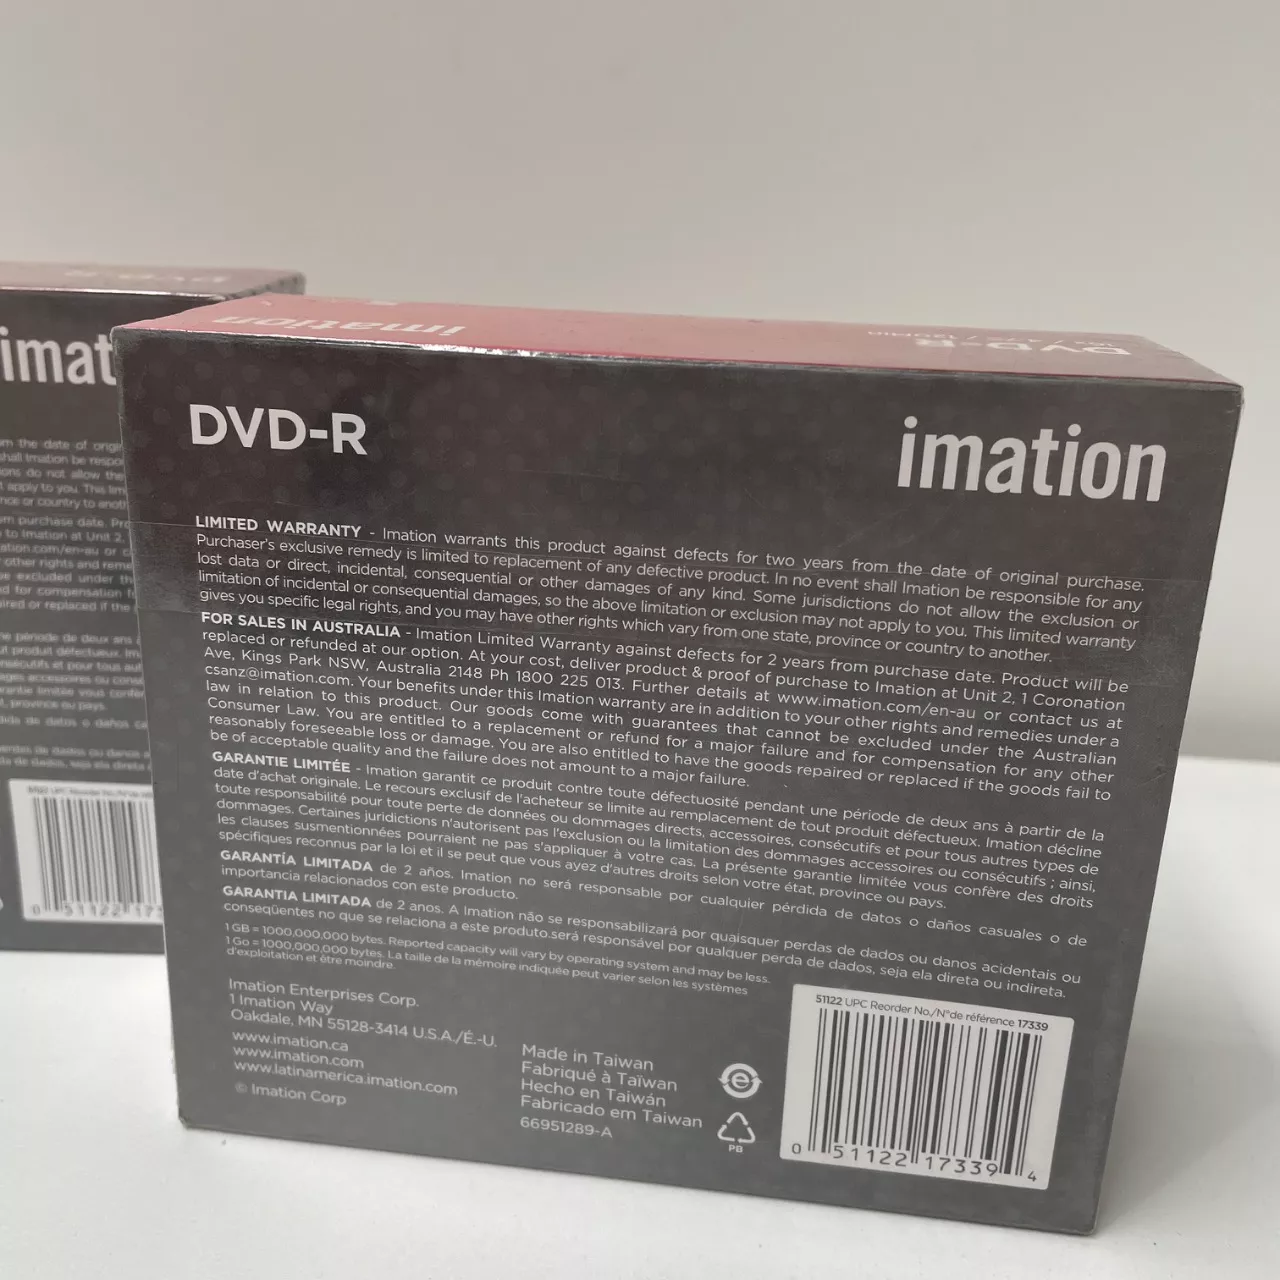 imation
DVD-R
16x / 4.7GB / 120Min
DVD-R
imation
LIMITED WARRANTY - Imation warrants this product against defects for two years from the date of original purchase.
Purchaser's exclusive remedy is limited to replacement of any defective product. In no event shall Imation be responsible for any
lost data or direct, incidental, consequential or other damages of any kind. Some jurisdictions do not allow the exclusion or
limitation of incidental or consequential damages, so the above limitation or exclusion may not apply to you. This limited warranty
gives you specific legal rights, and you may have other rights which vary from one state, province or country to another.
FOR SALES IN AUSTRALIA - Imation Limited Warranty against defects for 2 years from purchase date. Product will be
replaced or refunded at our option. At your cost, deliver product & proof of purchase to Imation at Unit 2, 1 Coronation
Ave, Kings Park NSW, Australia 2148 Ph 1800 225 013. Further details at www.imation.com/en-au or contact us at
csanz@imation.com. Your benefits under this Imation warranty are in addition to your other rights and remedies under a
law in relation to this product. Our goods come with guarantees that cannot be excluded under the Australian
Consumer Law. You are entitled to a replacement or refund for a major failure and for compensation for any other
reasonably foreseeable loss or damage. You are also entitled to have the goods repaired or replaced if the goods fail to
be of acceptable quality and the failure does not amount to a major failure.
GARANTIE LIMITÉE - Imation garantit ce produit contre toute défectuosité pendant une période de deux ans à partir de la
date d'achat originale. Le recours exclusif de l'acheteur se limite au remplacement de tout produit défectueux. Imation décline
toute responsabilité pour toute perte de données ou dommages directs, accessoires, consécutifs et pour tous autres types de
dommages. Certaines juridictions n'autorisent pas l'exclusion ou la limitation des dommages accessoires ou consécutifs ; ainsi,
les clauses susmentionnées pourraient ne pas s'appliquer à votre cas. La présente garantie limitée vous confère des droits
spécifiques reconnus par la loi et il se peut que vous ayez d'autres droits selon votre état, province ou pays.
GARANTÍA LIMITADA de 2 años. Imation no será responsable por cualquier pérdida de datos o daños casuales o de
importancia relacionados con este producto.
GARANTIA LIMITADA de 2 anos. A Imation não se responsabilizará por quaisquer perdas de dados ou danos acidentais ou
conseqüentes no que se relaciona a este produto.será responsável por qualquer perda de dados, seja ela direta ou indireta.
1 GB = 1000,000,000 bytes. Reported capacity will vary by operating system and may be less.
1 Go = 1000,000,000 bytes. La taille de la mémoire indiquée peut varier selon les systèmes
d'exploitation et être moindre.
Imation Enterprises Corp.
1 Imation Way
Oakdale, MN 55128-3414 U.S.A./É.-U.
www.imation.ca
www.imation.com
www.latinamerica.imation.com
© Imation Corp
Made in Taiwan
Fabriqué à Taïwan
Hecho en Taiwán
Fabricado em Taiwan
66951289-A
PB
51122 UPC Reorder No./N°de référence 17339
0 51122 17339 4
DVD-R
imat